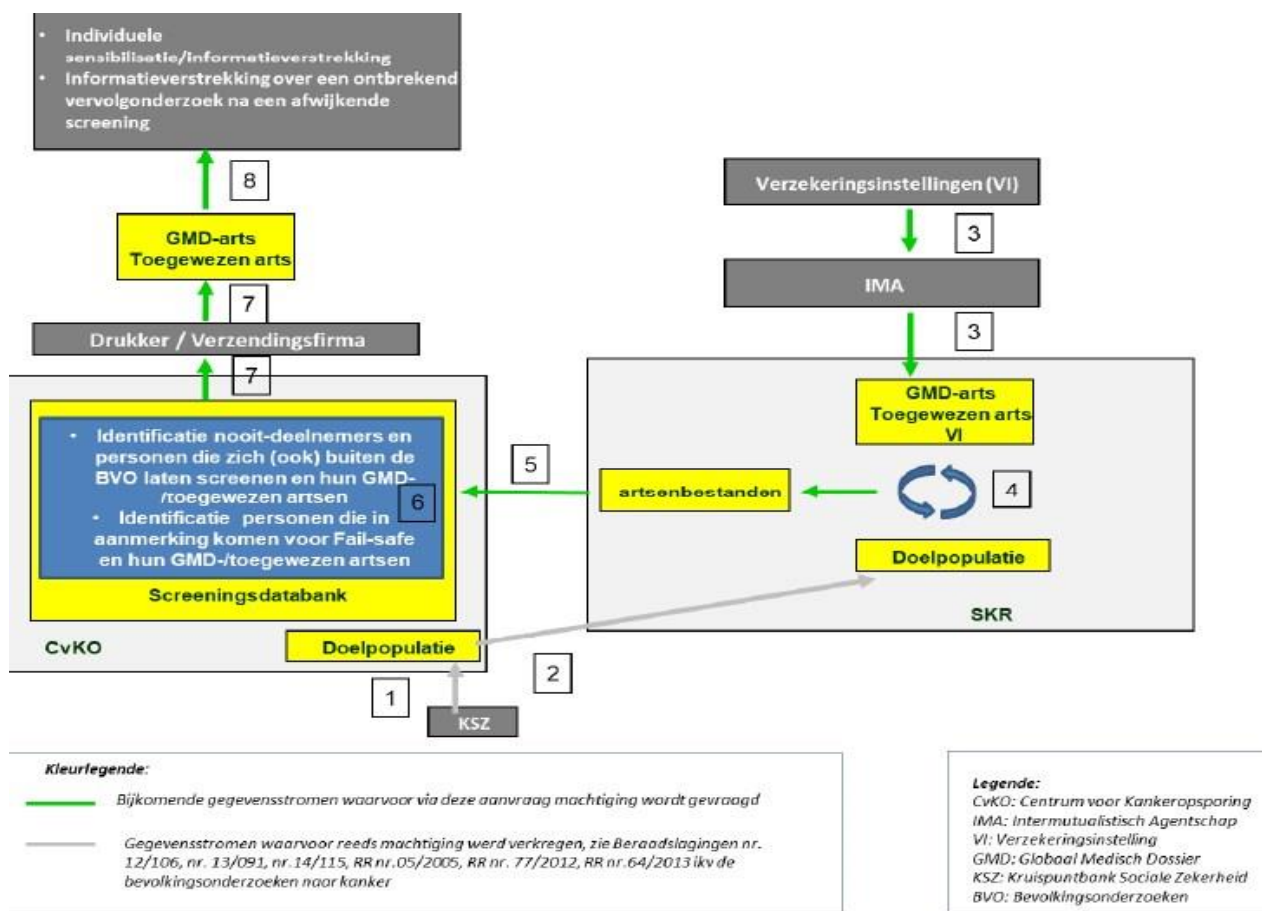 • Individuele
sensibilisatie/informatieverstrekking
• Informatieverstrekking over een ontbrekend
vervolgonderzoek na een afwijkende
screening
8
GMD-arts
Toegewezen arts
7
Drukker / Verzendingsfirma
7
• Identificatie nooit-deelnemers en
personen die zich (ook) buiten de
BVO laten screenen en hun GMD-
/toegewezen artsen
6
• Identificatie personen die in
aanmerking komen voor Fail-safe
en hun GMD-/toegewezen artsen
Screeningsdatabank
CvKO
Doelpopulatie
1
KSZ
2
5
Verzekeringsinstellingen (VI)
3
IMA
3
GMD-arts
Toegewezen arts
VI
artsenbestanden
4
Doelpopulatie
SKR
Kleurlegende:
Bijkomende gegevensstromen waarvoor via deze aanvraag machtiging wordt gevraagd
Gegevensstromen waarvoor reeds machtiging werd verkregen, zie Beraadslagingen nr.
12/106, nr. 13/091, nr.14/115, RR nr.05/2005, RR nr. 77/2012, RR nr.64/2013 ikv de
bevolkingsonderzoeken naar kanker
Legende:
CvKO: Centrum voor Kankeropsporing
IMA: Intermutualistisch Agentschap
VI: Verzekeringsinstelling
GMD: Globaal Medisch Dossier
KSZ: Kruispuntbank Sociale Zekerheid
BVO: Bevolkingsonderzoeken